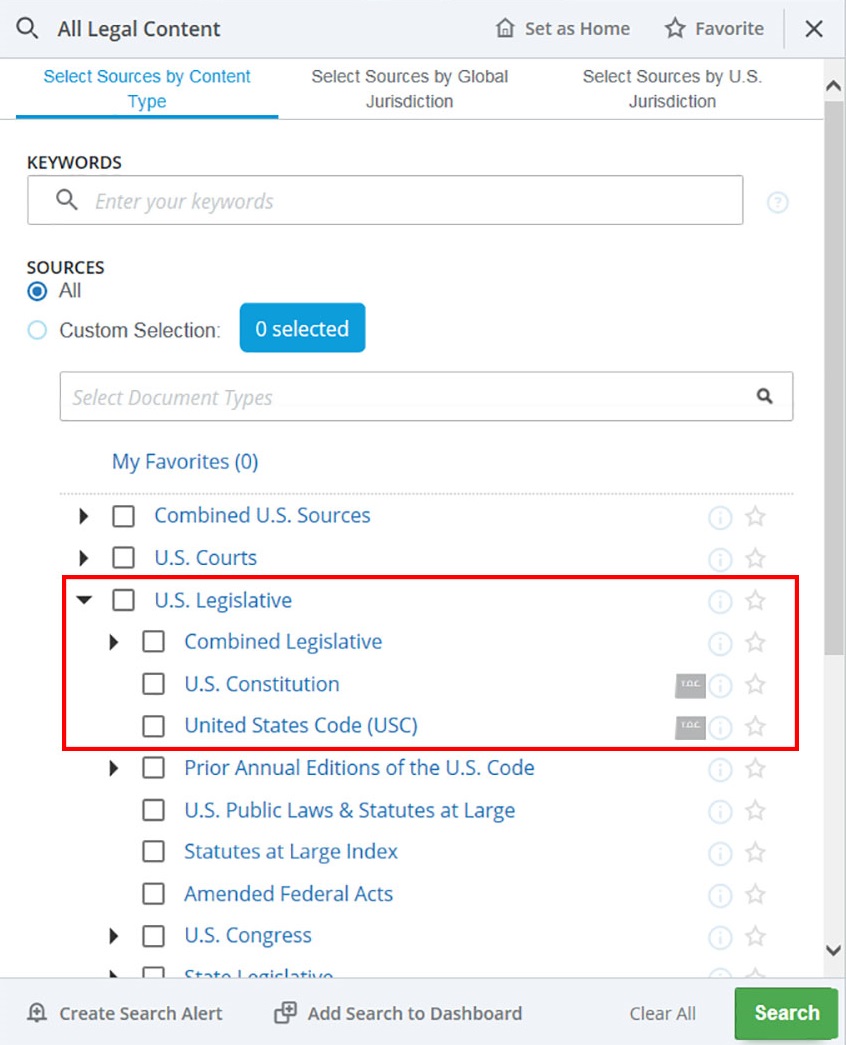 All Legal Content
Set as Home
Favorite
Select Sources by Content
Type
Select Sources by Global
Jurisdiction
Select Sources by U.S.
Jurisdiction
KEYWORDS
Enter your keywords
?
SOURCES
All
Custom Selection:
0 selected
Select Document Types
My Favorites (0)
Combined U.S. Sources
U.S. Courts
U.S. Legislative
Combined Legislative
U.S. Constitution
T.O.C.
United States Code (USC)
T.O.C.
Prior Annual Editions of the U.S. Code
U.S. Public Laws & Statutes at Large
Statutes at Large Index
Amended Federal Acts
U.S. Congress
State Legislative
Create Search Alert
Add Search to Dashboard
Clear All
Search